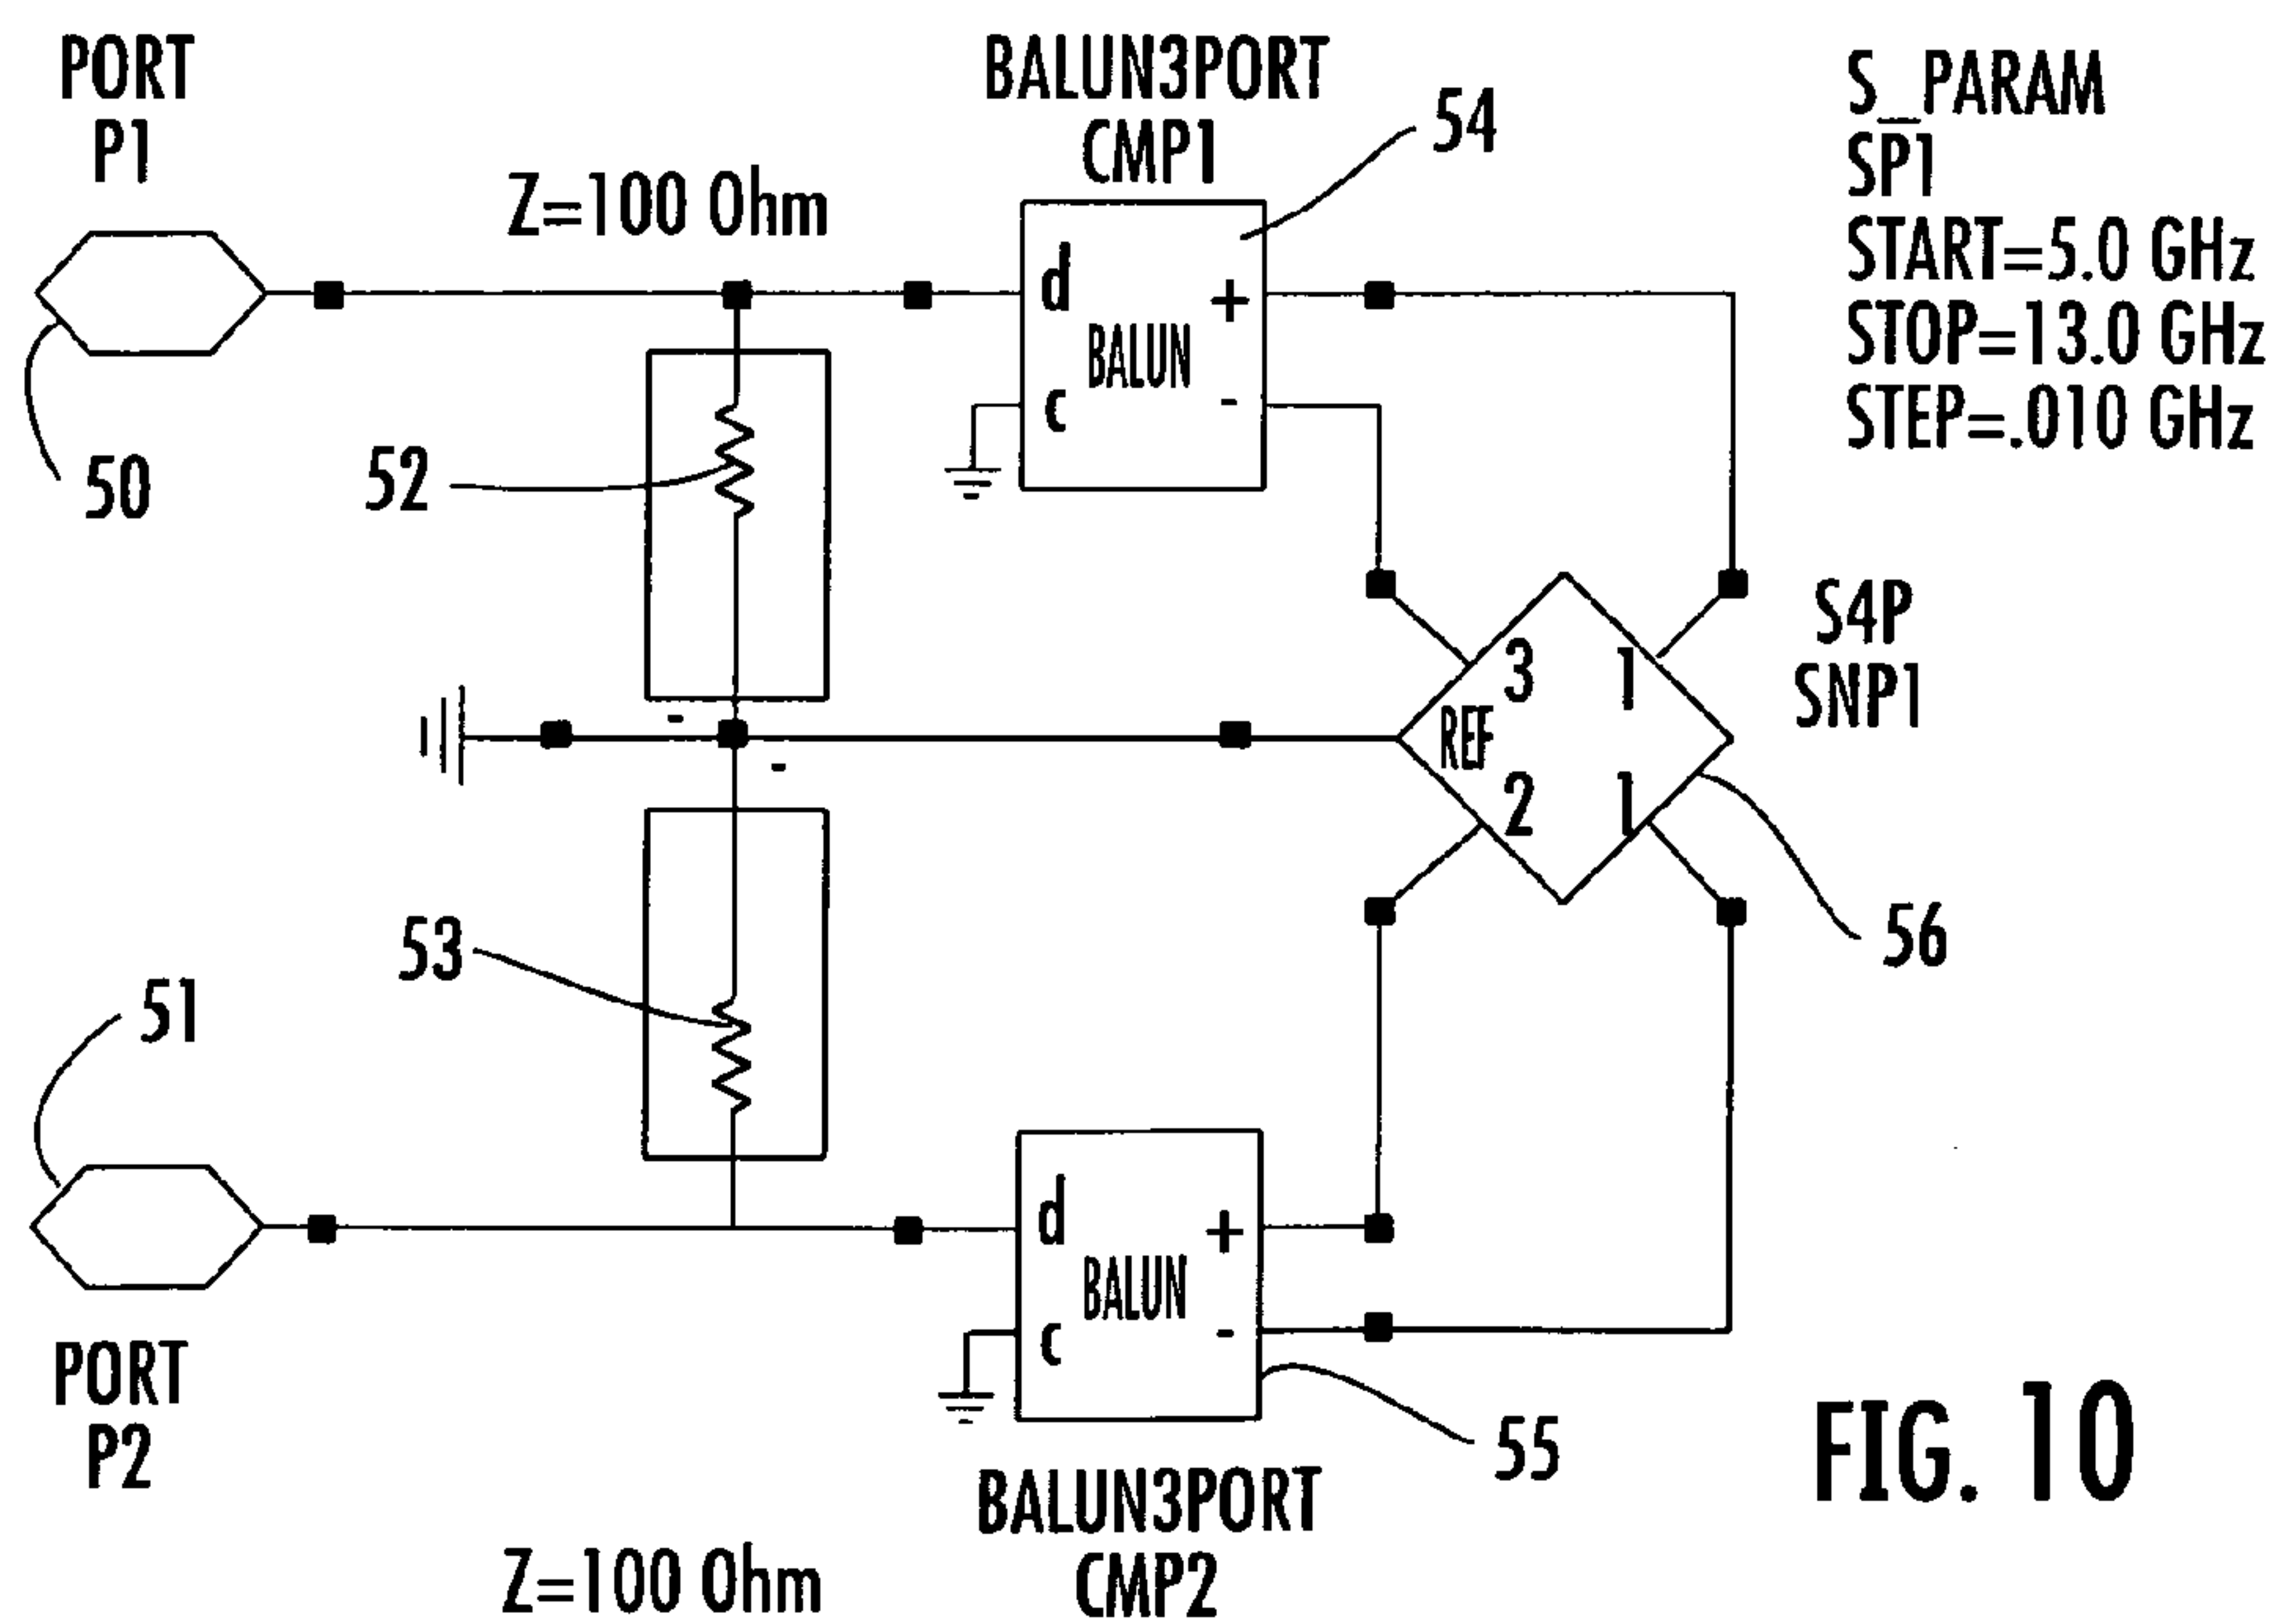 PORT
P1
Z=100 Ohm
BALUN3PORT
CMP1
54
S_PARAM
SP1
START=5.0 GHz
STOP=13.0 GHz
STEP=.010 GHz
50
52
d
+
BALUN
c
-
S4P
SNP1
3 1
REF
2 1
-
-
56
53
51
PORT
P2
d
+
BALUN
c
-
55
BALUN3PORT
CMP2
Z=100 Ohm
FIG. 10